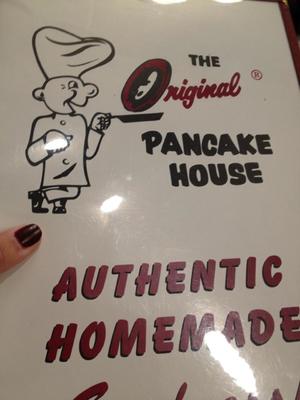 THE
Original ®
PANCAKE
HOUSE
AUTHENTIC
HOMEMADE